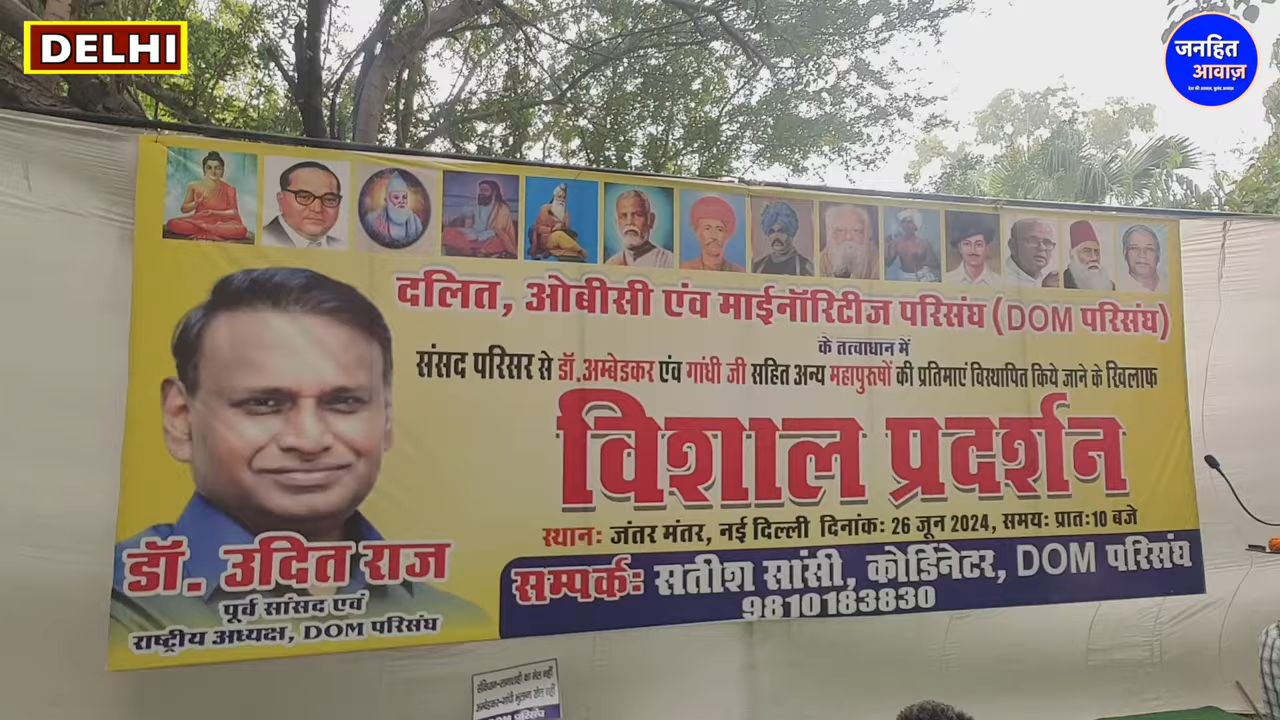 DELHI
जनहित
आवाज़
दलित, ओबीसी एंव माईनॉरिटीज परिसंघ (DOM परिसंघ)
के तत्वाधान में
संसद परिसर से डॉ.अम्बेडकर एंव गांधी जी सहित अन्य महापुरुषों की प्रतिमाएं विस्थापित किये जाने के खिलाफ
विशाल प्रदर्शन
स्थानः जंतर मंतर, नई दिल्ली दिनांकः 26 जून 2024, समयः प्रातः10 बजे
डॉ. उदित राज
पूर्व सांसद एवं
राष्ट्रीय अध्यक्ष, DOM परिसंघ
सम्पर्कः सतीश सांसी, कोर्डिनेटर, DOM परिसंघ
9810183830
DOM परिसंघ